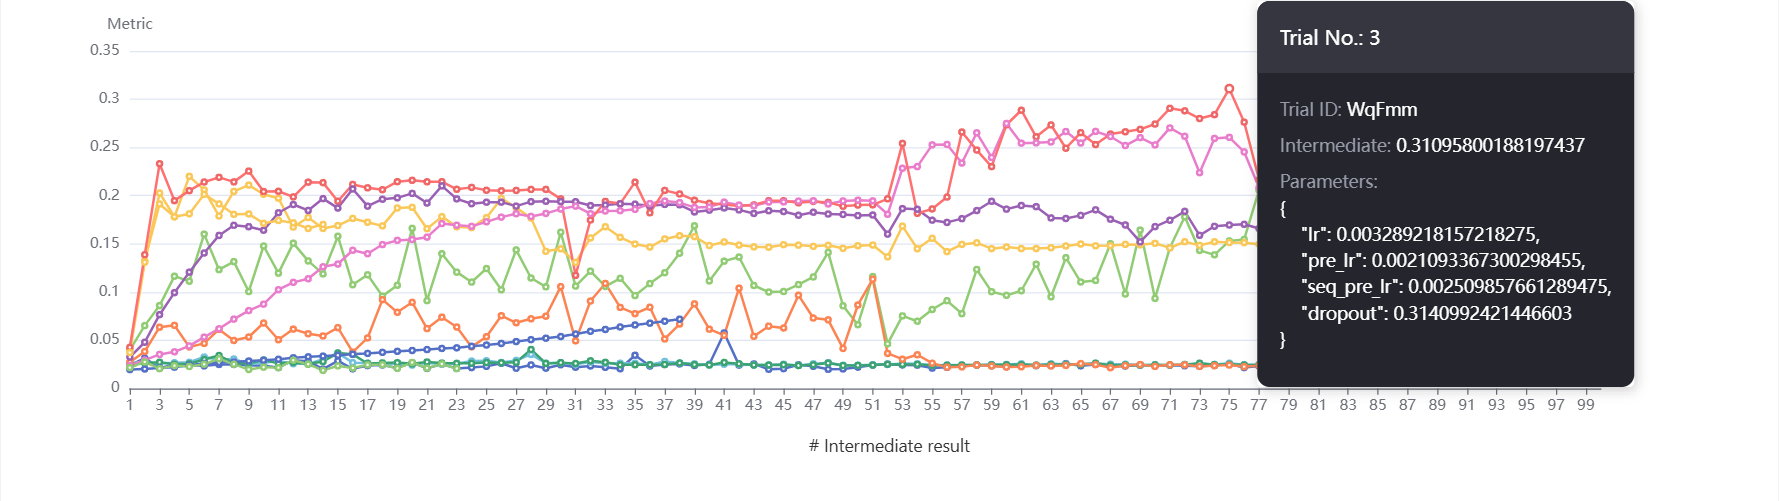 Metric
0.35
0.3
0.25
0.2
0.15
0.1
0.05
0
1 3 5 7 9 11 13 15 17 19 21 23 25 27 29 31 33 35 37 39 41 43 45 47 49 51 53 55 57 59 61 63 65 67 69 71 73 75 77 79 81 83 85 87 89 91 93 95 97 99
# Intermediate result
Trial No.: 3
Trial ID: WqFmm
Intermediate: 0.31095800188197437
Parameters:
{
"lr": 0.003289218157218275,
"pre_lr": 0.0021093367300298455,
"seq_pre_lr": 0.002509857661289475,
"dropout": 0.3140992421446603
}